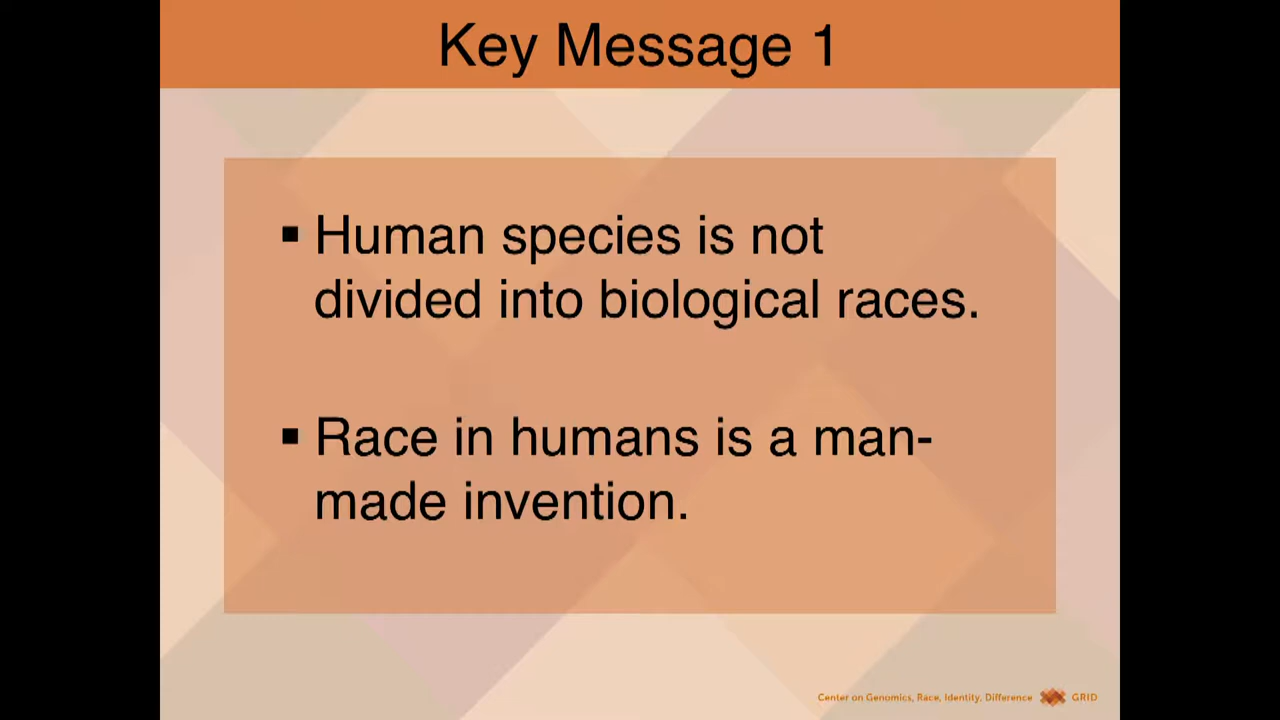 Key Message 1
▪ Human species is not
divided into biological races.
▪ Race in humans is a man-
made invention.
Center on Genomics, Race, Identity, Difference GRID